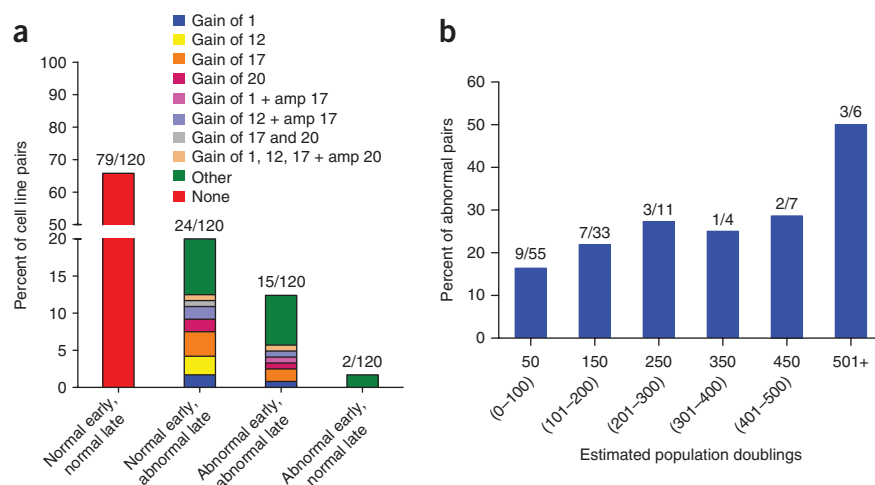 a
Gain of 1
Gain of 12
Gain of 17
Gain of 20
Gain of 1 + amp 17
Gain of 12 + amp 17
Gain of 17 and 20
Gain of 1, 12, 17 + amp 20
Other
None
Percent of cell line pairs
100
90
80
70
60
50
20
15
10
5
0
79/120
24/120
15/120
2/120
Normal early,
normal late
Normal early,
abnormal late
Abnormal early,
abnormal late
Abnormal early,
normal late
b
Percent of abnormal pairs
60
50
40
30
20
10
0
9/55
7/33
3/11
1/4
2/7
3/6
50
(0–100)
150
(101–200)
250
(201–300)
350
(301–400)
450
(401–500)
501+
Estimated population doublings